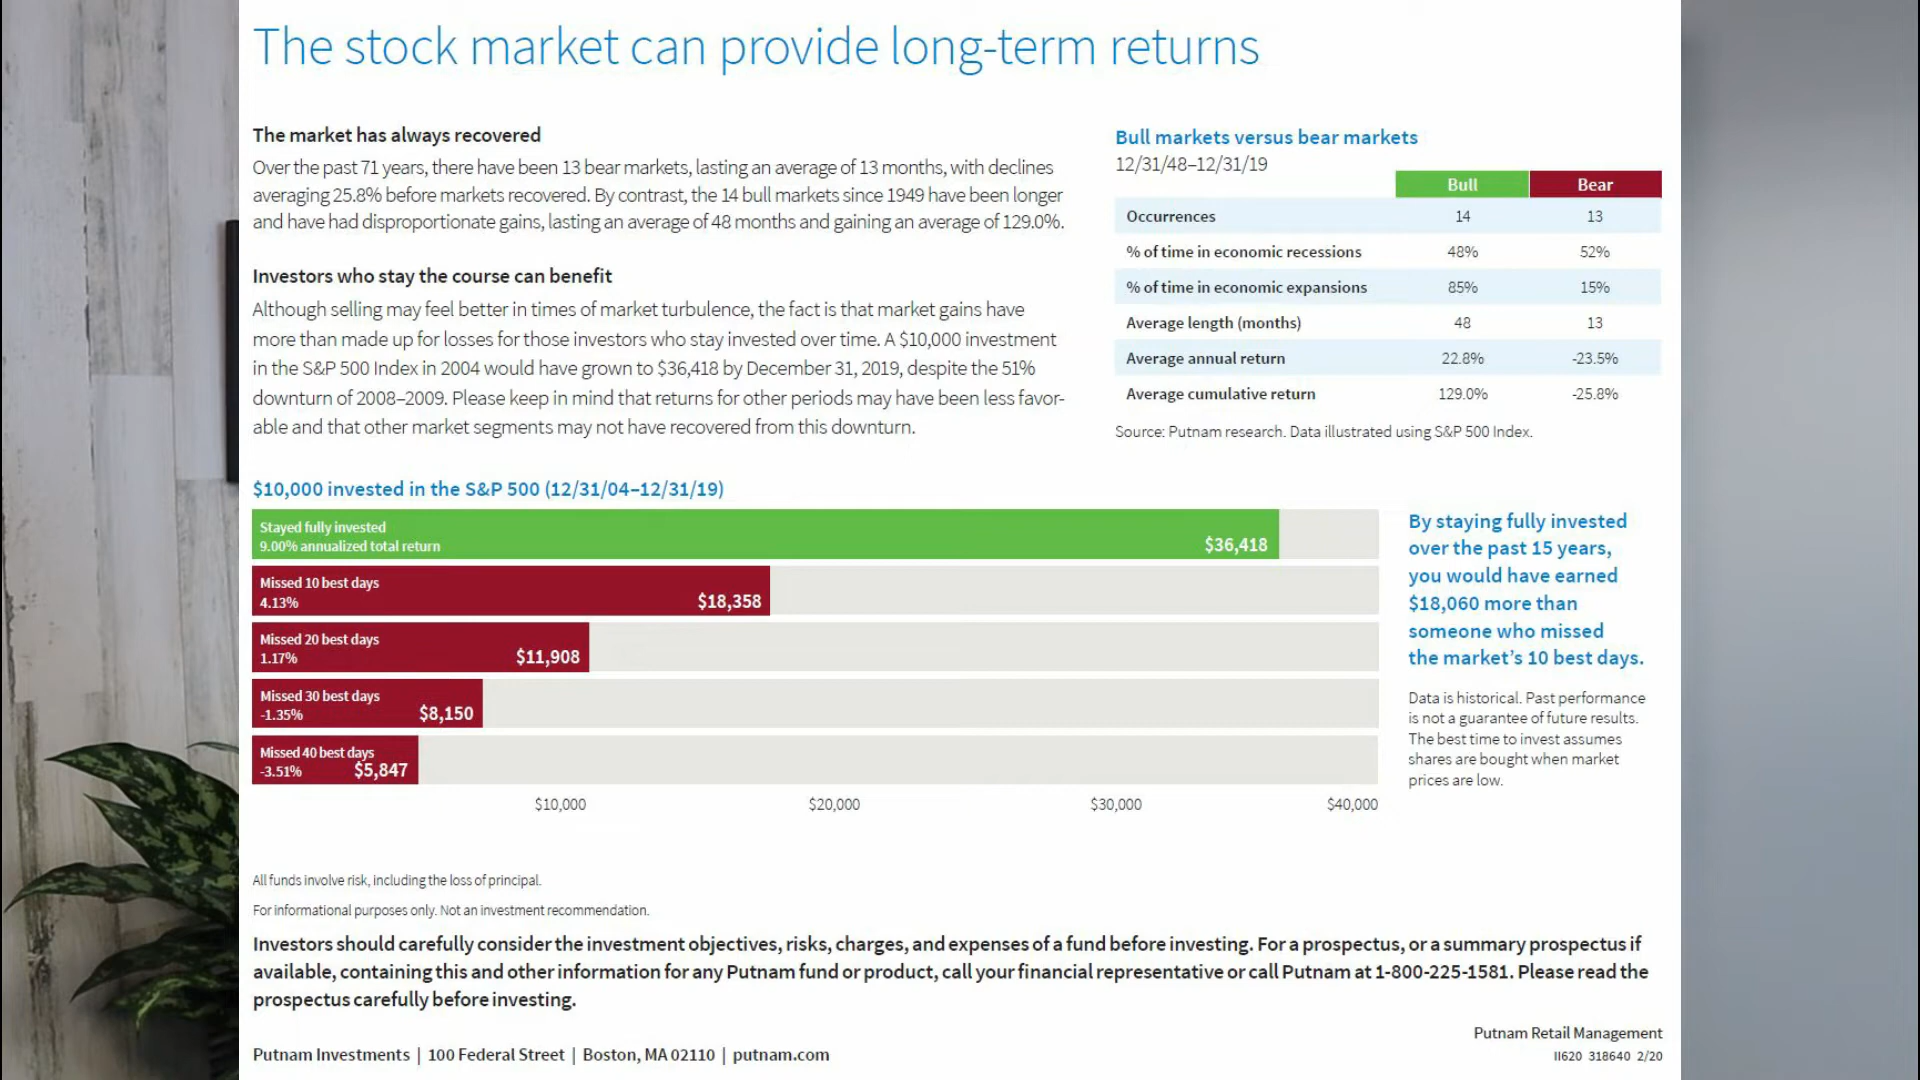 The stock market can provide long-term returns
The market has always recovered
Over the past 71 years, there have been 13 bear markets, lasting an average of 13 months, with declines
averaging 25.8% before markets recovered. By contrast, the 14 bull markets since 1949 have been longer
and have had disproportionate gains, lasting an average of 48 months and gaining an average of 129.0%.
Investors who stay the course can benefit
Although selling may feel better in times of market turbulence, the fact is that market gains have
more than made up for losses for those investors who stay invested over time. A $10,000 investment
in the S&P 500 Index in 2004 would have grown to $36,418 by December 31, 2019, despite the 51%
downturn of 2008–2009. Please keep in mind that returns for other periods may have been less favor-
able and that other market segments may not have recovered from this downturn.
Bull markets versus bear markets
12/31/48–12/31/19
Bull Bear
Occurrences 14 13
% of time in economic recessions 48% 52%
% of time in economic expansions 85% 15%
Average length (months) 48 13
Average annual return 22.8% -23.5%
Average cumulative return 129.0% -25.8%
Source: Putnam research. Data illustrated using S&P 500 Index.
$10,000 invested in the S&P 500 (12/31/04–12/31/19)
Stayed fully invested
9.00% annualized total return $36,418
Missed 10 best days
4.13% $18,358
Missed 20 best days
1.17% $11,908
Missed 30 best days
-1.35% $8,150
Missed 40 best days
-3.51% $5,847
$10,000 $20,000 $30,000 $40,000
By staying fully invested
over the past 15 years,
you would have earned
$18,060 more than
someone who missed
the market's 10 best days.
Data is historical. Past performance
is not a guarantee of future results.
The best time to invest assumes
shares are bought when market
prices are low.
All funds involve risk, including the loss of principal.
For informational purposes only. Not an investment recommendation.
Investors should carefully consider the investment objectives, risks, charges, and expenses of a fund before investing. For a prospectus, or a summary prospectus if
available, containing this and other information for any Putnam fund or product, call your financial representative or call Putnam at 1-800-225-1581. Please read the
prospectus carefully before investing.
Putnam Retail Management
Putnam Investments | 100 Federal Street | Boston, MA 02110 | putnam.com
II620 318640 2/20